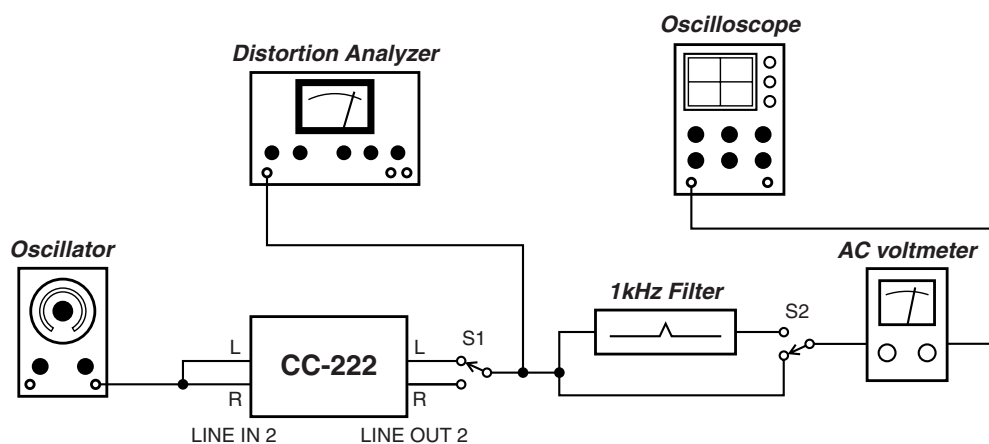 Oscilloscope
Distortion Analyzer
Oscillator
AC voltmeter
1kHz Filter
S2
S1
L
L
CC-222
R
R
LINE IN 2
LINE OUT 2